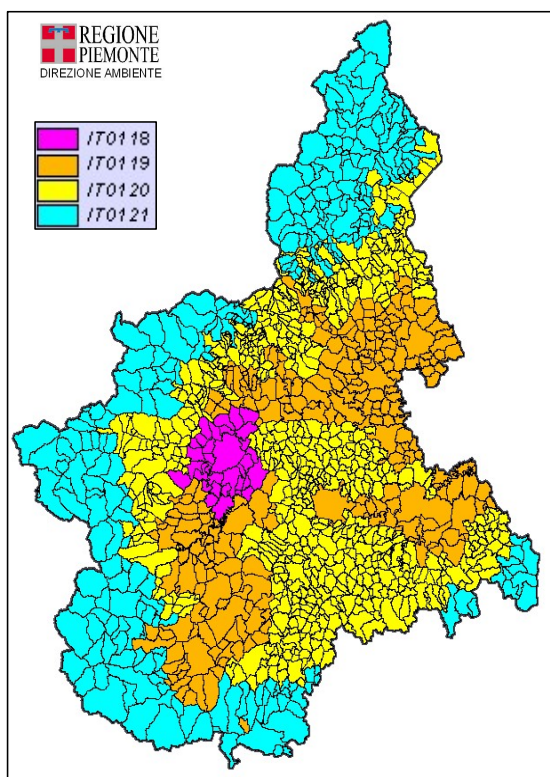 REGIONE
PIEMONTE
DIREZIONE AMBIENTE
IT0118
IT0119
IT0120
IT0121